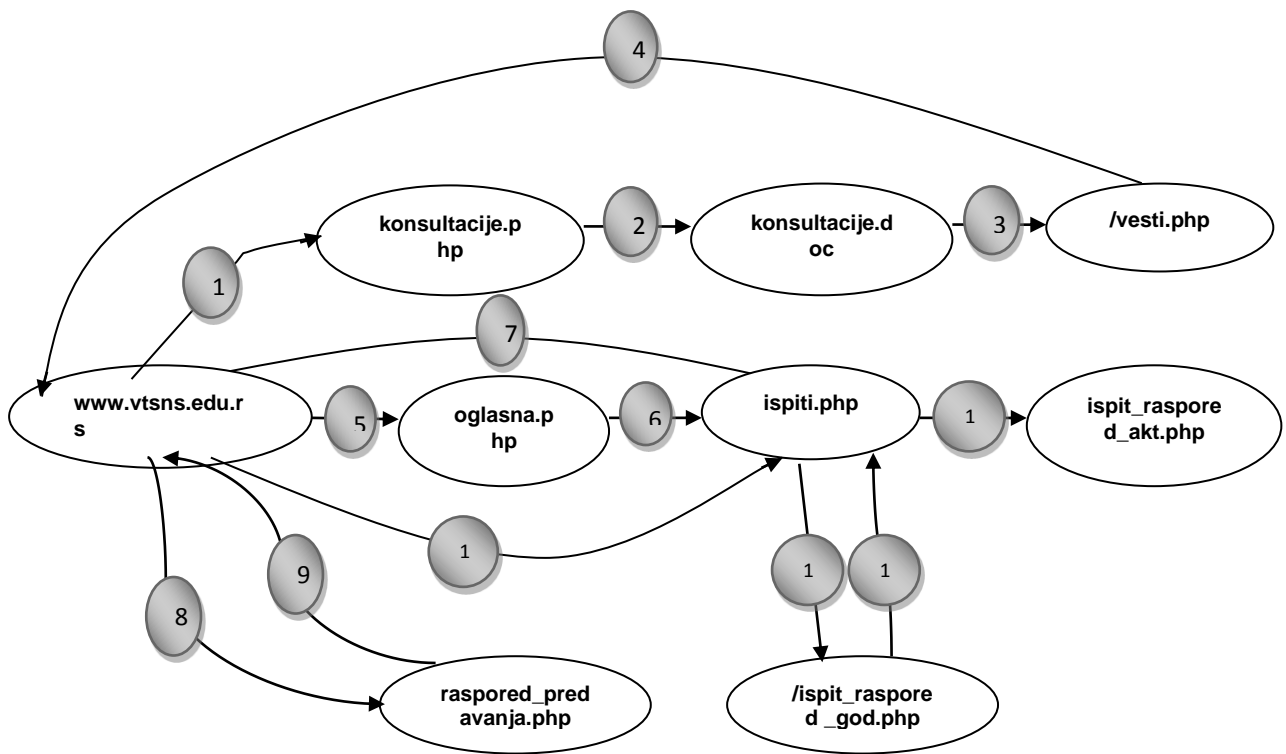 4
konsultacije.p
hp
2
konsultacije.d
oc
3
/vesti.php
1
7
www.vtsns.edu.r
s
5
oglasna.p
hp
6
ispiti.php
1
ispit_raspore
d_akt.php
1
9
1
1
8
raspored_pred
avanja.php
/ispit_raspore
d _god.php